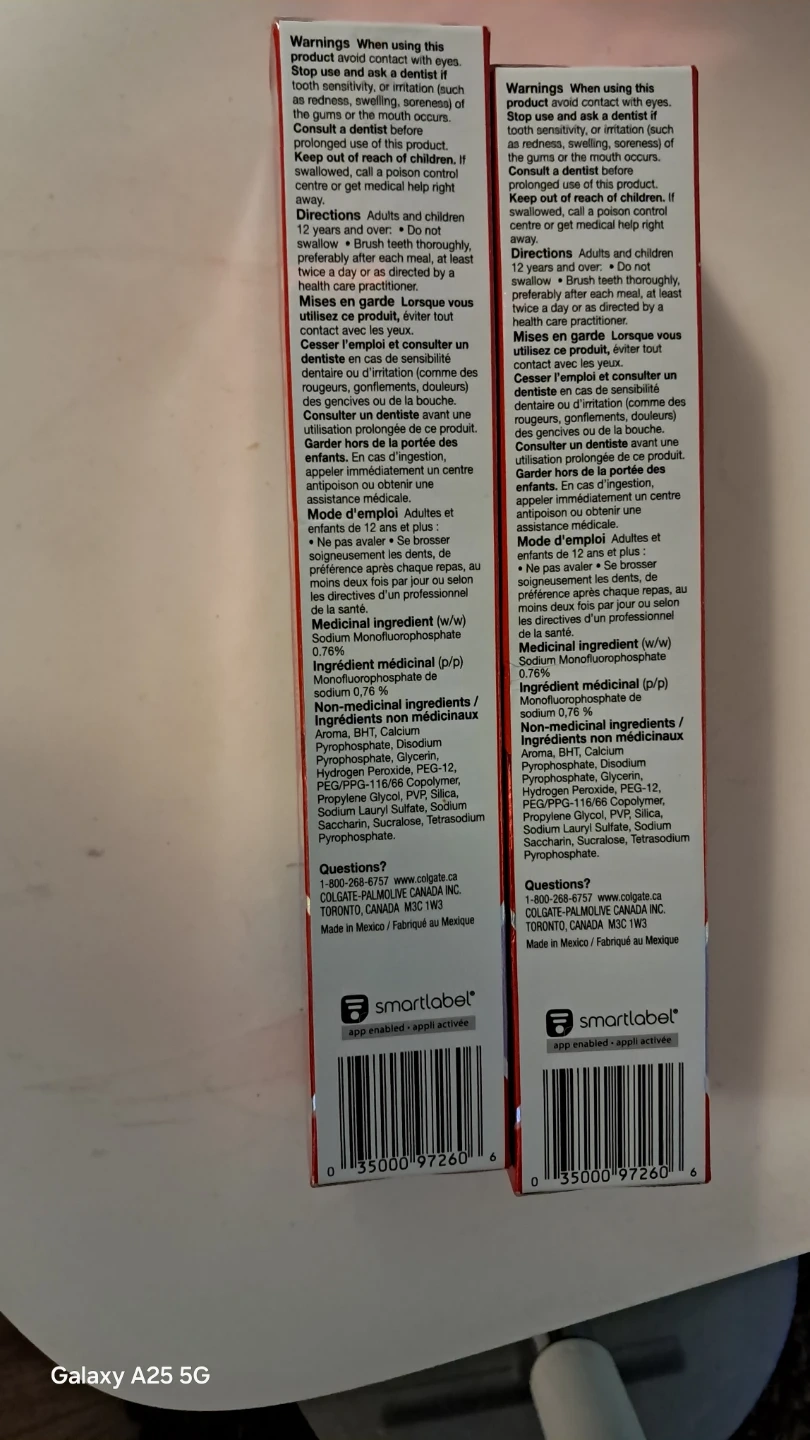 Warnings When using this
product avoid contact with eyes.
Stop use and ask a dentist if
tooth sensitivity, or irritation (such
as redness, swelling, soreness) of
the gums or the mouth occurs.
Consult a dentist before
prolonged use of this product.
Keep out of reach of children. If
swallowed, call a poison control
centre or get medical help right
away.
Directions Adults and children
12 years and over: • Do not
swallow • Brush teeth thoroughly,
preferably after each meal, at least
twice a day or as directed by a
health care practitioner.
Mises en garde Lorsque vous
utilisez ce produit, éviter tout
contact avec les yeux.
Cesser l'emploi et consulter un
dentiste en cas de sensibilité
dentaire ou d'irritation (comme des
rougeurs, gonflements, douleurs)
des gencives ou de la bouche.
Consulter un dentiste avant une
utilisation prolongée de ce produit.
Garder hors de la portée des
enfants. En cas d'ingestion,
appeler immédiatement un centre
antipoison ou obtenir une
assistance médicale.
Mode d'emploi Adultes et
enfants de 12 ans et plus :
• Ne pas avaler • Se brosser
soigneusement les dents, de
préférence après chaque repas, au
moins deux fois par jour ou selon
les directives d'un professionnel
de la santé.
Medicinal ingredient (w/w)
Sodium Monofluorophosphate
0.76%
Ingrédient médicinal (p/p)
Monofluorophosphate de
sodium 0,76 %
Non-medicinal ingredients /
Ingrédients non médicinaux
Aroma, BHT, Calcium
Pyrophosphate, Disodium
Pyrophosphate, Glycerin,
Hydrogen Peroxide, PEG-12,
PEG/PPG-116/66 Copolymer,
Propylene Glycol, PVP, Silica,
Sodium Lauryl Sulfate, Sodium
Saccharin, Sucralose, Tetrasodium
Pyrophosphate.
Questions?
1-800-268-6757 www.colgate.ca
COLGATE-PALMOLIVE CANADA INC.
TORONTO, CANADA M3C 1W3
Made in Mexico / Fabriqué au Mexique
smartlabel
app enabled • appli activée
0 35000 97260 6
Warnings When using this
product avoid contact with eyes.
Stop use and ask a dentist if
tooth sensitivity, or irritation (such
as redness, swelling, soreness) of
the gums or the mouth occurs.
Consult a dentist before
prolonged use of this product.
Keep out of reach of children. If
swallowed, call a poison control
centre or get medical help right
away.
Directions Adults and children
12 years and over: • Do not
swallow • Brush teeth thoroughly,
preferably after each meal, at least
twice a day or as directed by a
health care practitioner.
Mises en garde Lorsque vous
utilisez ce produit, éviter tout
contact avec les yeux.
Cesser l'emploi et consulter un
dentiste en cas de sensibilité
dentaire ou d'irritation (comme des
rougeurs, gonflements, douleurs)
des gencives ou de la bouche.
Consulter un dentiste avant une
utilisation prolongée de ce produit.
Garder hors de la portée des
enfants. En cas d'ingestion,
appeler immédiatement un centre
antipoison ou obtenir une
assistance médicale.
Mode d'emploi Adultes et
enfants de 12 ans et plus :
• Ne pas avaler • Se brosser
soigneusement les dents, de
préférence après chaque repas, au
moins deux fois par jour ou selon
les directives d'un professionnel
de la santé.
Medicinal ingredient (w/w)
Sodium Monofluorophosphate
0.76%
Ingrédient médicinal (p/p)
Monofluorophosphate de
sodium 0,76 %
Non-medicinal ingredients /
Ingrédients non médicinaux
Aroma, BHT, Calcium
Pyrophosphate, Disodium
Pyrophosphate, Glycerin,
Hydrogen Peroxide, PEG-12,
PEG/PPG-116/66 Copolymer,
Propylene Glycol, PVP, Silica,
Sodium Lauryl Sulfate, Sodium
Saccharin, Sucralose, Tetrasodium
Pyrophosphate.
Questions?
1-800-268-6757 www.colgate.ca
COLGATE-PALMOLIVE CANADA INC.
TORONTO, CANADA M3C 1W3
Made in Mexico / Fabriqué au Mexique
smartlabel
app enabled • appli activée
0 35000 97260 6
Galaxy A25 5G